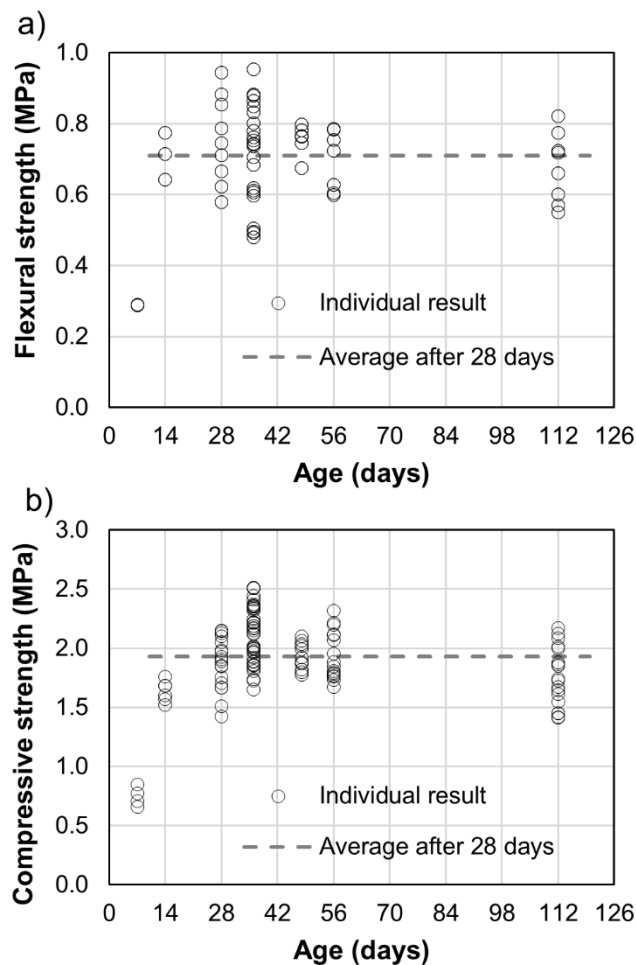 a)
1.0
0.8
0.6
0.4
0.2
0.0
Flexural strength (MPa)
Individual result
Average after 28 days
0 14 28 42 56 70 84 98 112 126
Age (days)
b)
3.0
2.5
2.0
1.5
1.0
0.5
0.0
Compressive strength (MPa)
Individual result
Average after 28 days
0 14 28 42 56 70 84 98 112 126
Age (days)